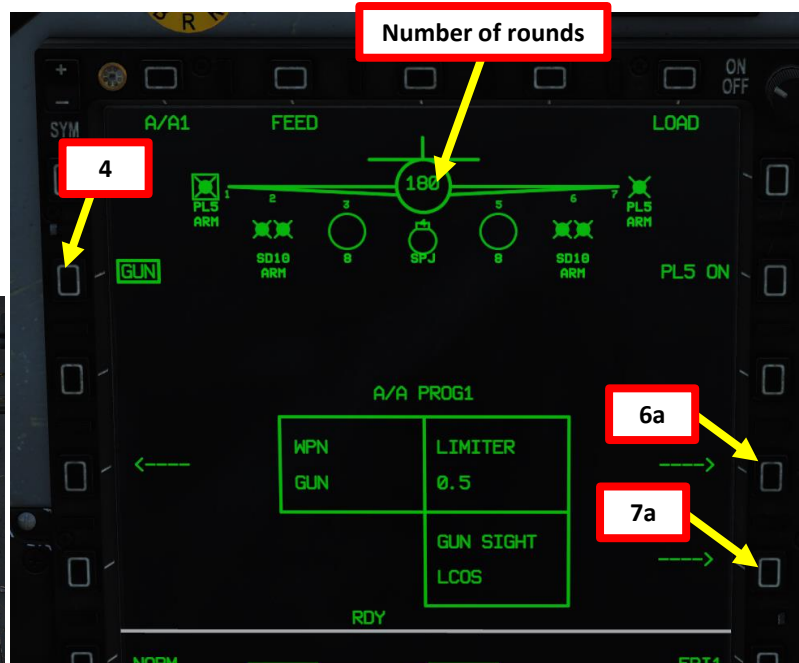 Number of rounds
ON
OFF
+
−
SYM
A/A1
FEED
LOAD
4
180
1
2
3
5
6
7
PL5
ARM
PL5
ARM
SD10
ARM
8
SPJ
8
SD10
ARM
GUN
PL5 ON
A/A PROG1
6a
WPN
LIMITER
<---- 
---->
GUN
0.5
7a
GUN SIGHT
---->
LCOS
RDY
NORM